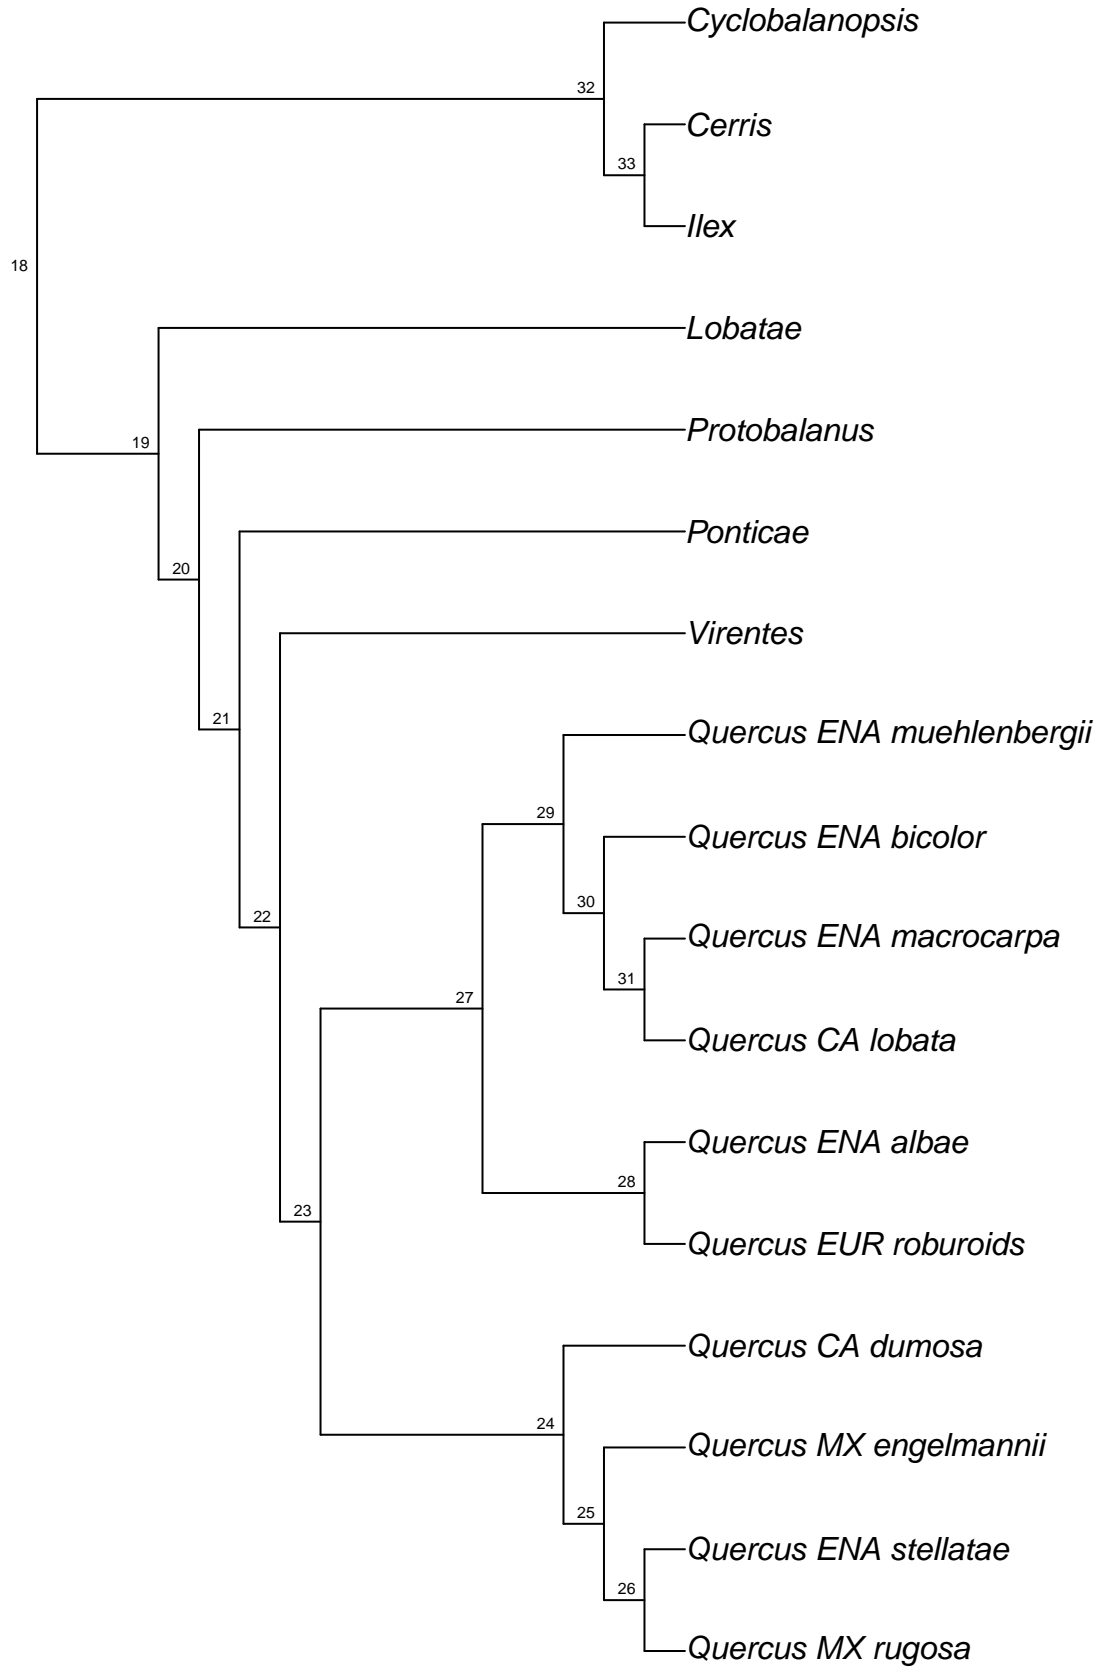 Cyclobalanopsis
32
Cerris
33
Ilex
18
Lobatae
Protobalanus
19
Ponticae
20
Virentes
21
Quercus ENA muehlenbergii
29
Quercus ENA bicolor
30
22
Quercus ENA macrocarpa
31
27
Quercus CA lobata
Quercus ENA albae
28
23
Quercus EUR roburoids
Quercus CA dumosa
24
Quercus MX engelmannii
25
Quercus ENA stellatae
26
Quercus MX rugosa